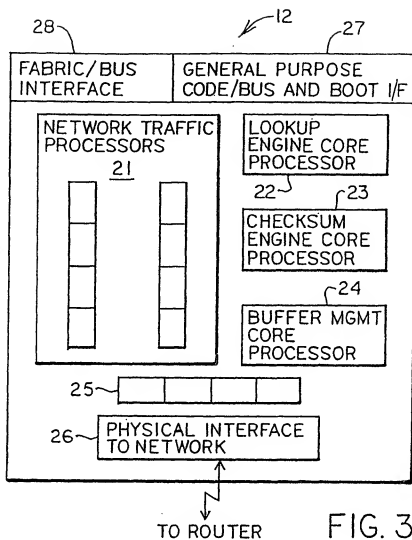 28
12
27
FABRIC/BUS
INTERFACE
GENERAL PURPOSE
CODE/BUS AND BOOT I/F
NETWORK TRAFFIC
PROCESSORS
21
LOOKUP
ENGINE CORE
PROCESSOR
22
23
CHECKSUM
ENGINE CORE
PROCESSOR
24
BUFFER MGMT
CORE
PROCESSOR
25
26
PHYSICAL INTERFACE
TO NETWORK
TO ROUTER
FIG. 3